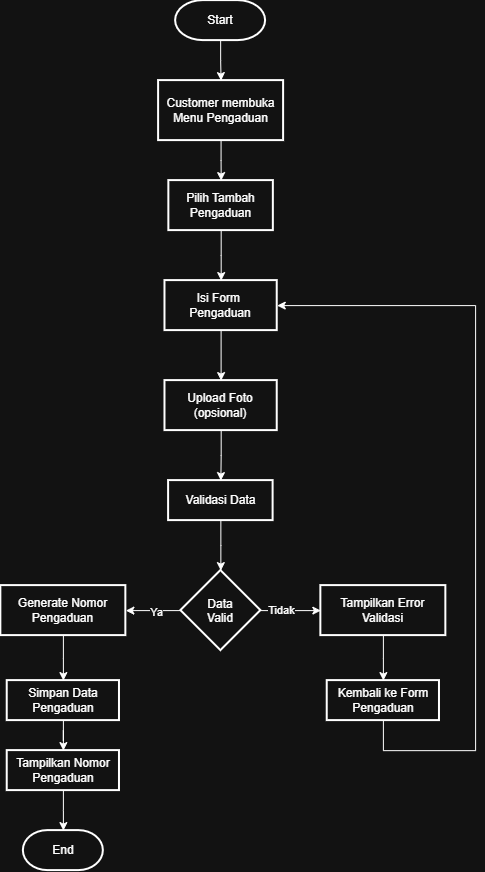 Start
Customer membuka
Menu Pengaduan
Pilih Tambah
Pengaduan
Isi Form
Pengaduan
Upload Foto
(opsional)
Validasi Data
Data
Valid
Ya
Tidak
Generate Nomor
Pengaduan
Tampilkan Error
Validasi
Simpan Data
Pengaduan
Kembali ke Form
Pengaduan
Tampilkan Nomor
Pengaduan
End